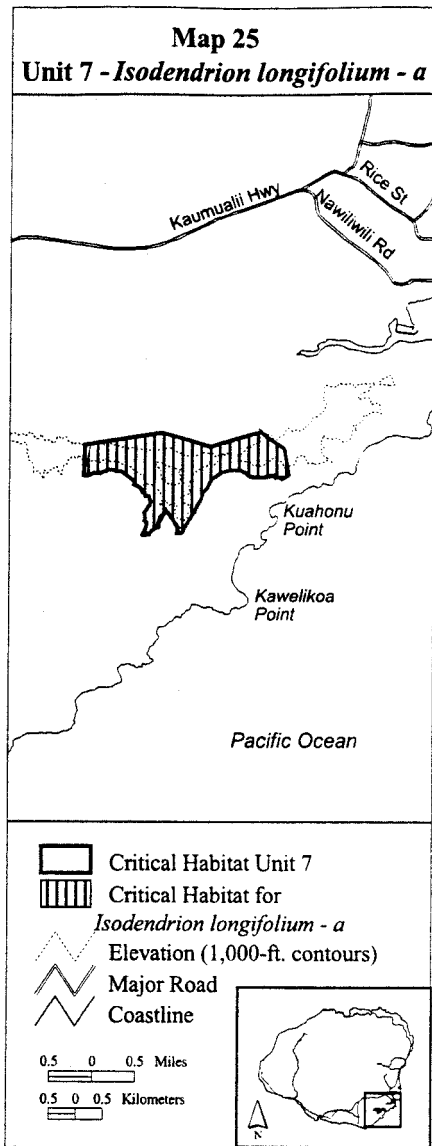 Map 25
Unit 7 - Isodendrion longifolium - a
Kaumualii Hwy
Rice St
Nawiliwili Rd
Kuahonu
Point
Kawelikoa
Point
Pacific Ocean
Critical Habitat Unit 7
Critical Habitat for
Isodendrion longifolium - a
Elevation (1,000-ft. contours)
Major Road
Coastline
0.5 0 0.5 Miles
0.5 0 0.5 Kilometers
N